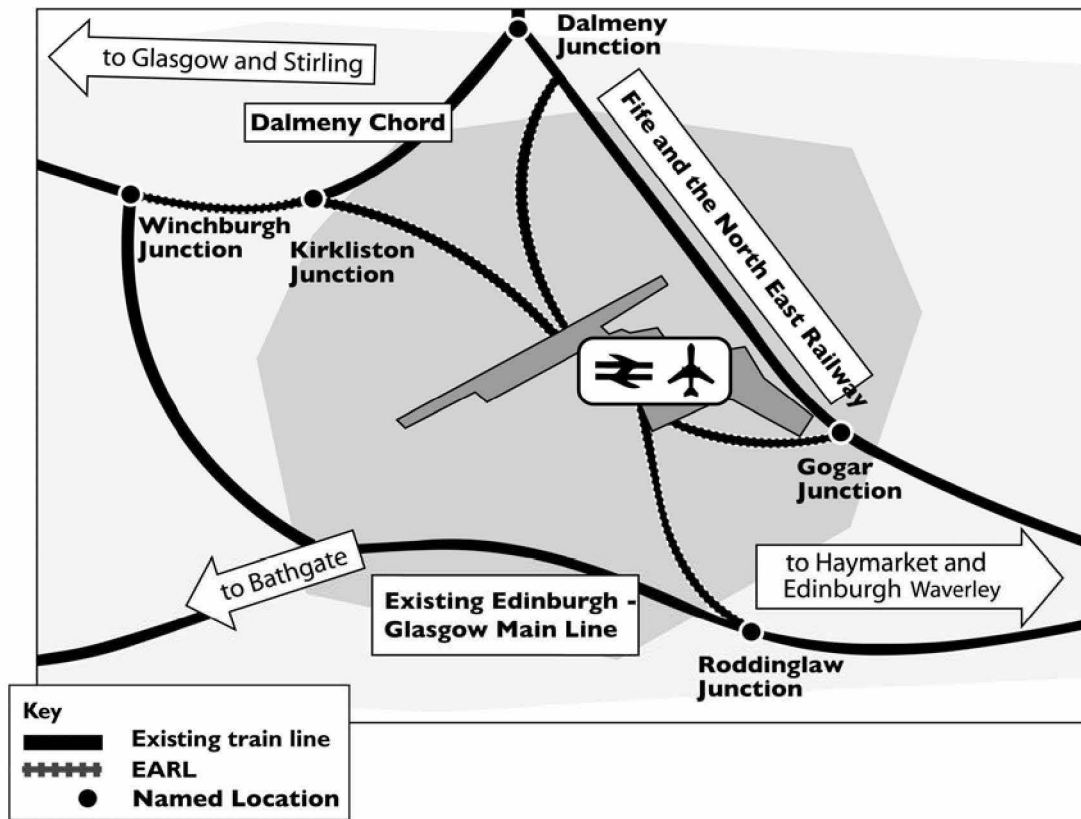 Dalmeny
Junction
to Glasgow and Stirling
Dalmeny Chord
Fife and the North East Railway
Winchburgh
Junction
Kirkliston
Junction
Gogar
Junction
to Bathgate
to Haymarket and
Edinburgh Waverley
Existing Edinburgh -
Glasgow Main Line
Roddinglaw
Junction
Key
Existing train line
EARL
Named Location